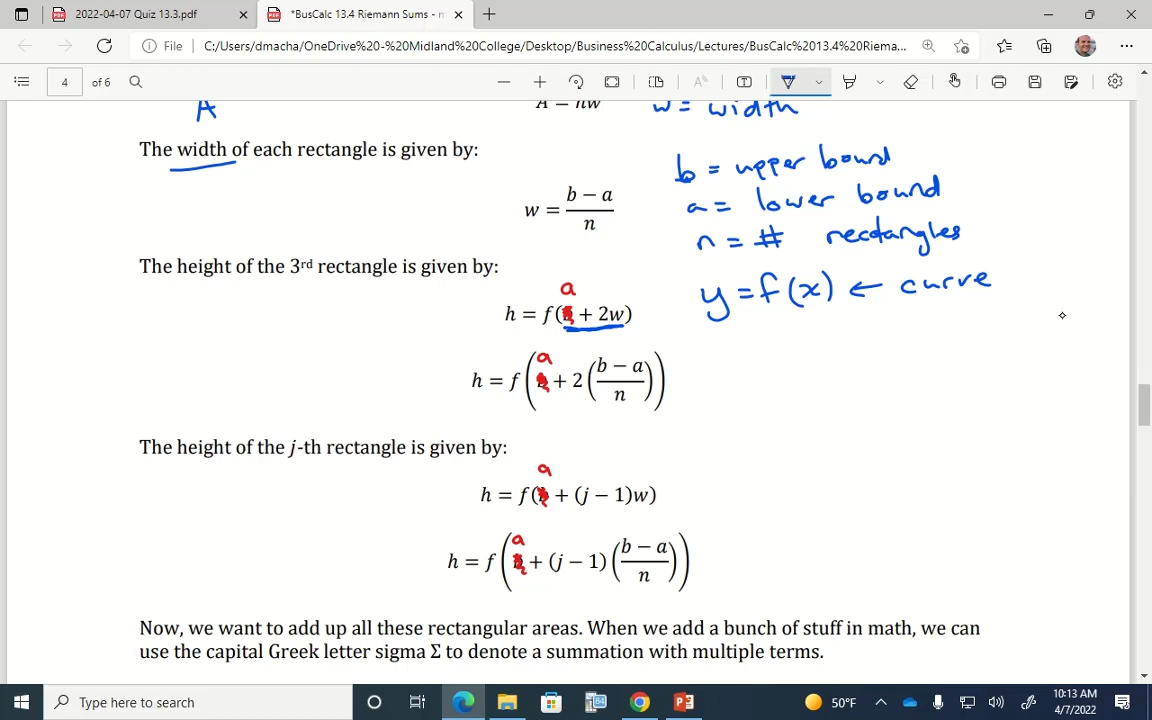 2022-04-07 Quiz 13.3.pdf
*BusCalc 13.4 Riemann Sums - m
File C:/Users/dmacha/OneDrive%20-%20Midland%20College/Desktop/Business%20Calculus/Lectures/BusCalc%2013.4%20Riema...
4 of 6
A A = nw w = width
The width of each rectangle is given by:
b = upper bound
w = (b − a)/n
a = lower bound
n = # rectangles
The height of the 3rd rectangle is given by:
y = f(x) ← curve
a
h = f( + 2w)
a
h = f( + 2((b − a)/n))
The height of the j-th rectangle is given by:
a
h = f( + (j − 1)w)
a
h = f( + (j − 1)((b − a)/n))
Now, we want to add up all these rectangular areas. When we add a bunch of stuff in math, we can
use the capital Greek letter sigma Σ to denote a summation with multiple terms.
Type here to search
50°F
10:13 AM
4/7/2022